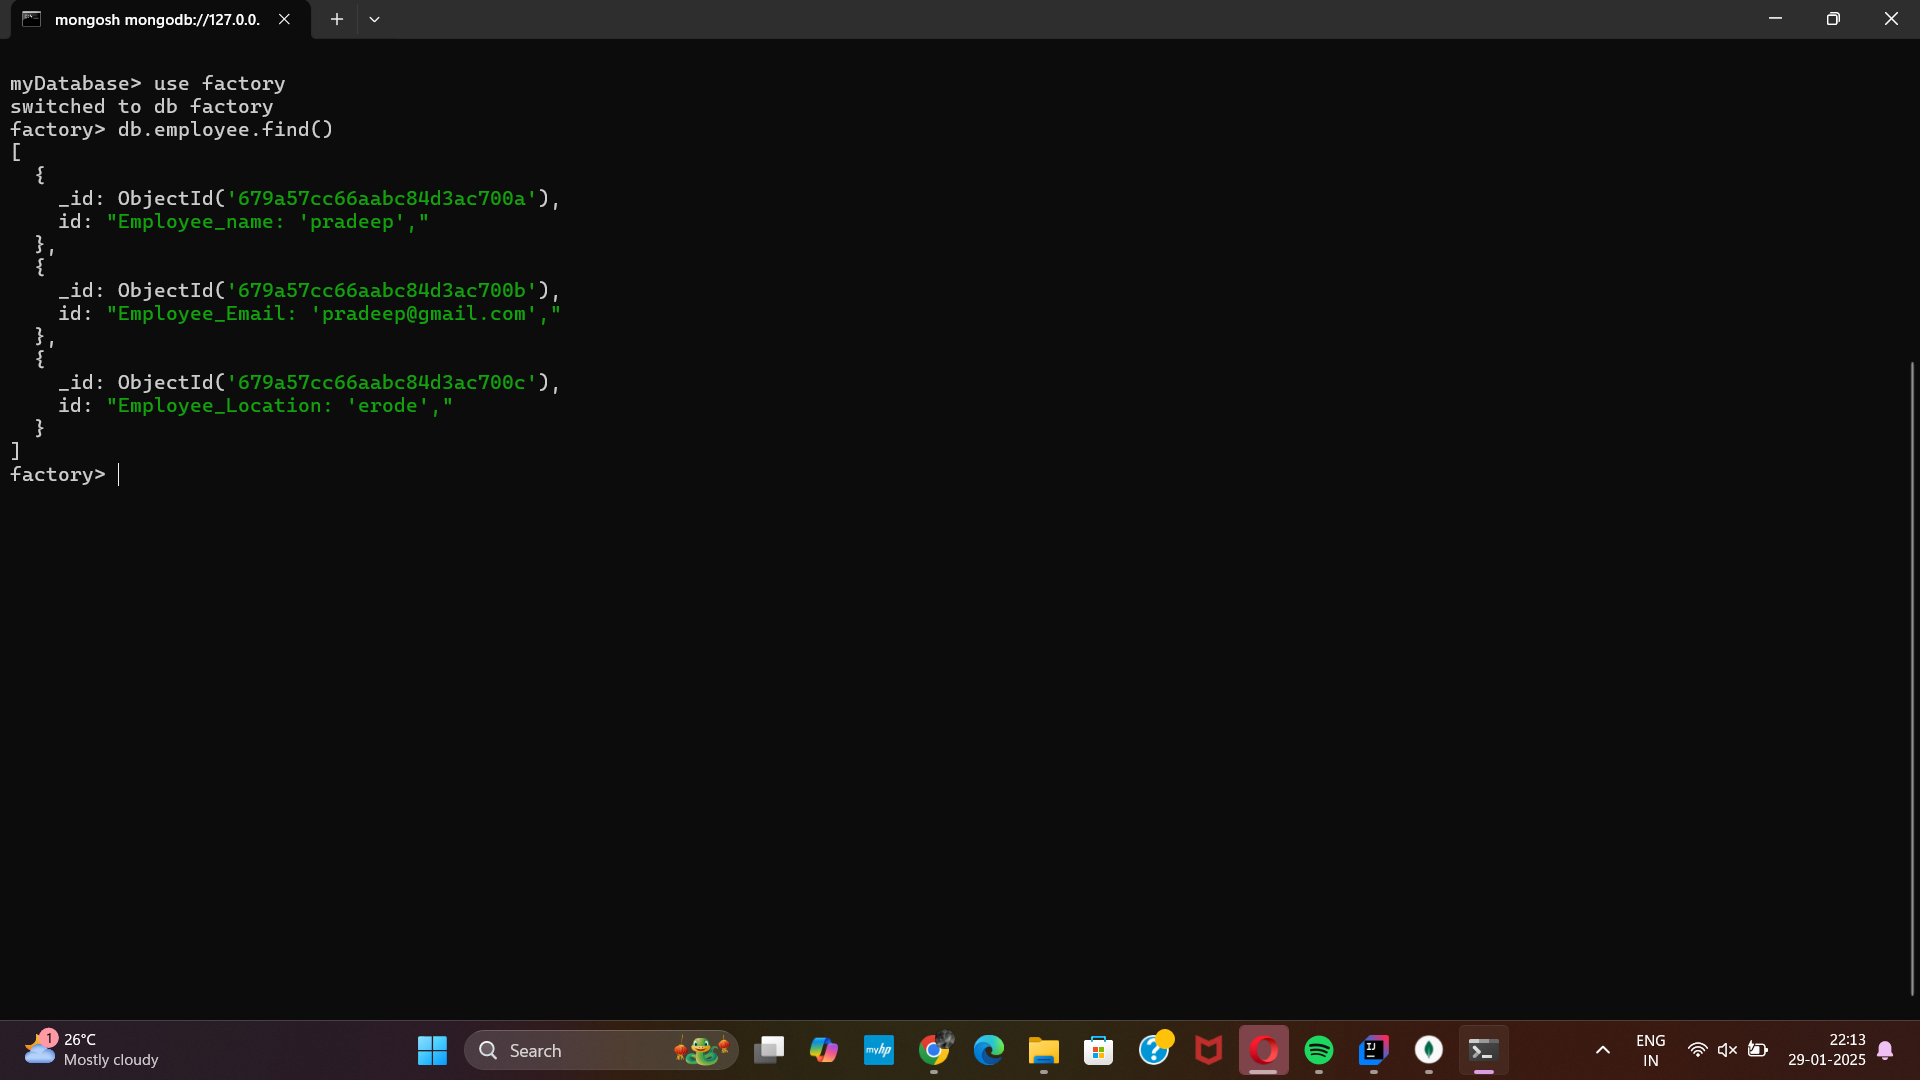 mongosh mongodb://127.0.0.
myDatabase> use factory
switched to db factory
factory> db.employee.find()
[
  {
    _id: ObjectId('679a57cc66aabc84d3ac700a'),
    id: "Employee_name: 'pradeep',"
  },
  {
    _id: ObjectId('679a57cc66aabc84d3ac700b'),
    id: "Employee_Email: 'pradeep@gmail.com',"
  },
  {
    _id: ObjectId('679a57cc66aabc84d3ac700c'),
    id: "Employee_Location: 'erode',"
  }
]
factory>
1
26°C
Mostly cloudy
Search
myhp
IJ
ENG
IN
22:13
29-01-2025